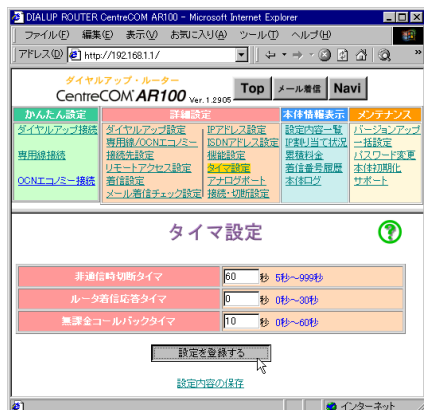 DIALUP ROUTER CentreCOM AR100 - Microsoft Internet Explorer
ファイル(F) 編集(E) 表示(V) お気に入り(A) ツール(T) ヘルプ(H)
アドレス(D) http://192.168.1.1/
ダイヤルアップ・ルーター
CentreCOM AR100 Ver. 1.2905 Top メール着信 Navi
かんたん設定 詳細設定 本体情報表示 メンテナンス
ダイヤルアップ接続 ダイヤルアップ設定 IPアドレス設定 設定内容一覧 バージョンアップ
専用線/OCNエコノミー ISDNアドレス設定 IP割り当て状況 一括設定
専用線接続 接続先設定 機能設定 累積料金 パスワード変更
リモートアクセス設定 タイマ設定 着信番号履歴 本体初期化
OCNエコノミー接続 着信設定 アナログポート 本体ログ サポート
メール着信チェック設定 接続・切断設定
タイマ設定 ?
非通信時切断タイマ 60 秒 5秒~999秒
ルータ着信応答タイマ 0 秒 0秒~30秒
無課金コールバックタイマ 10 秒 0秒~60秒
設定を登録する
設定内容の保存
インターネット